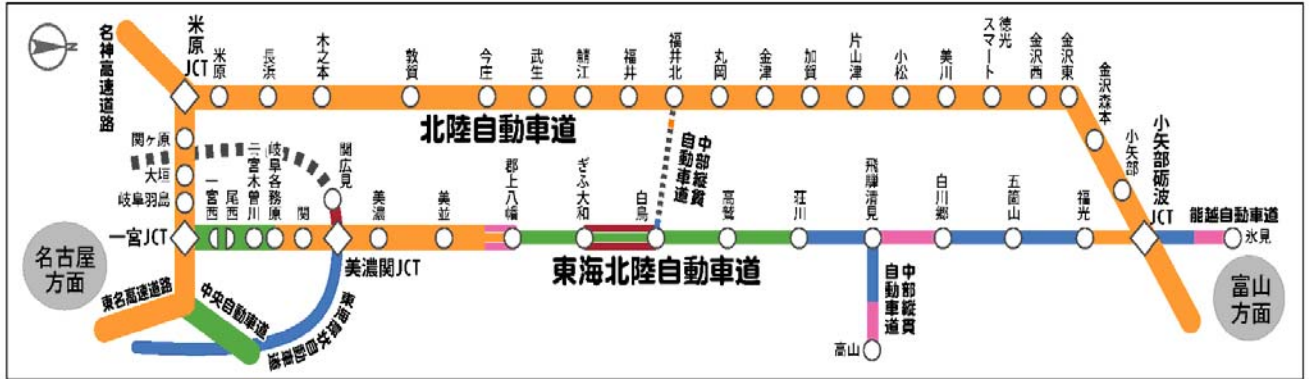 N
名神高速道路
米原JCT
米原
長浜
木之本
敦賀
今庄
武生
鯖江
福井
福井北
丸岡
金津
加賀
片山津
小松
美川
徳光スマート
金沢西
金沢東
金沢森本
小矢部
小矢部砺波JCT
北陸自動車道
関ヶ原
大垣
岐阜羽島
一宮JCT
一宮西
尾西
一宮木曽川
岐阜各務原
関
関広見
美濃関JCT
美濃
美並
郡上八幡
ぎふ大和
白鳥
中部縦貫自動車道
高鷲
荘川
飛騨清見
白川郷
五箇山
福光
能越自動車道
氷見
東海北陸自動車道
中部縦貫自動車道
高山
名古屋方面
富山方面
東名高速道路
中央自動車道
東海環状自動車道